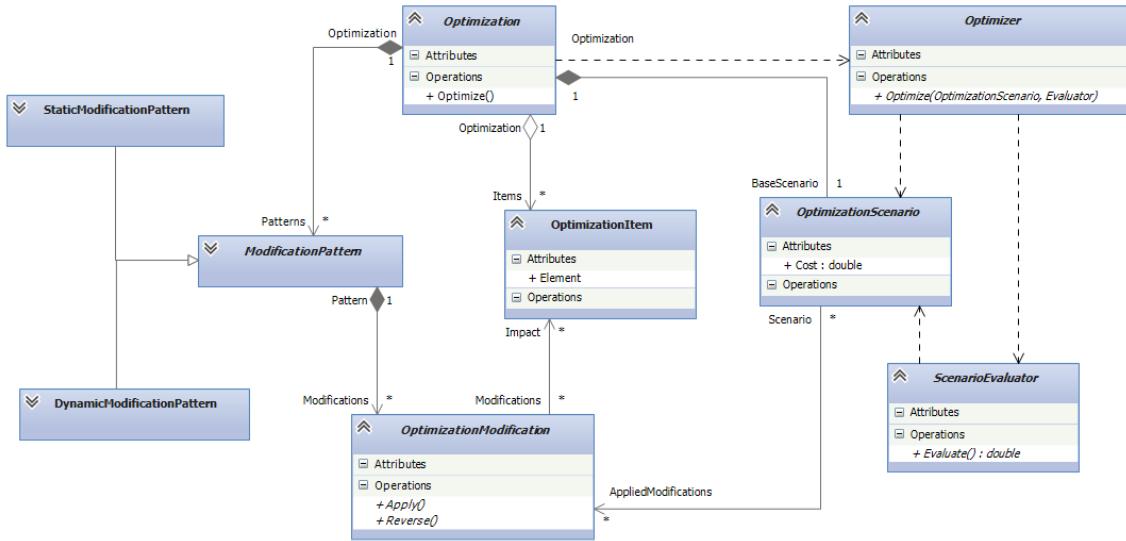 Optimization
Attributes
Operations
+ Optimize()
Optimizer
Attributes
Operations
+ Optimize(OptimizationScenario, Evaluator)
Optimization
1
Optimization
1
StaticModificationPattern
Optimization
1
BaseScenario
1
Items
*
Patterns
*
OptimizationItem
Attributes
+ Element
Operations
OptimizationScenario
Attributes
+ Cost : double
Operations
ModificationPattern
Pattern
1
Impact
*
Scenario
*
DynamicModificationPattern
Modifications
*
Modifications
*
ScenarioEvaluator
Attributes
Operations
+ Evaluate() : double
OptimizationModification
Attributes
Operations
+ Apply()
+ Reverse()
AppliedModifications
*